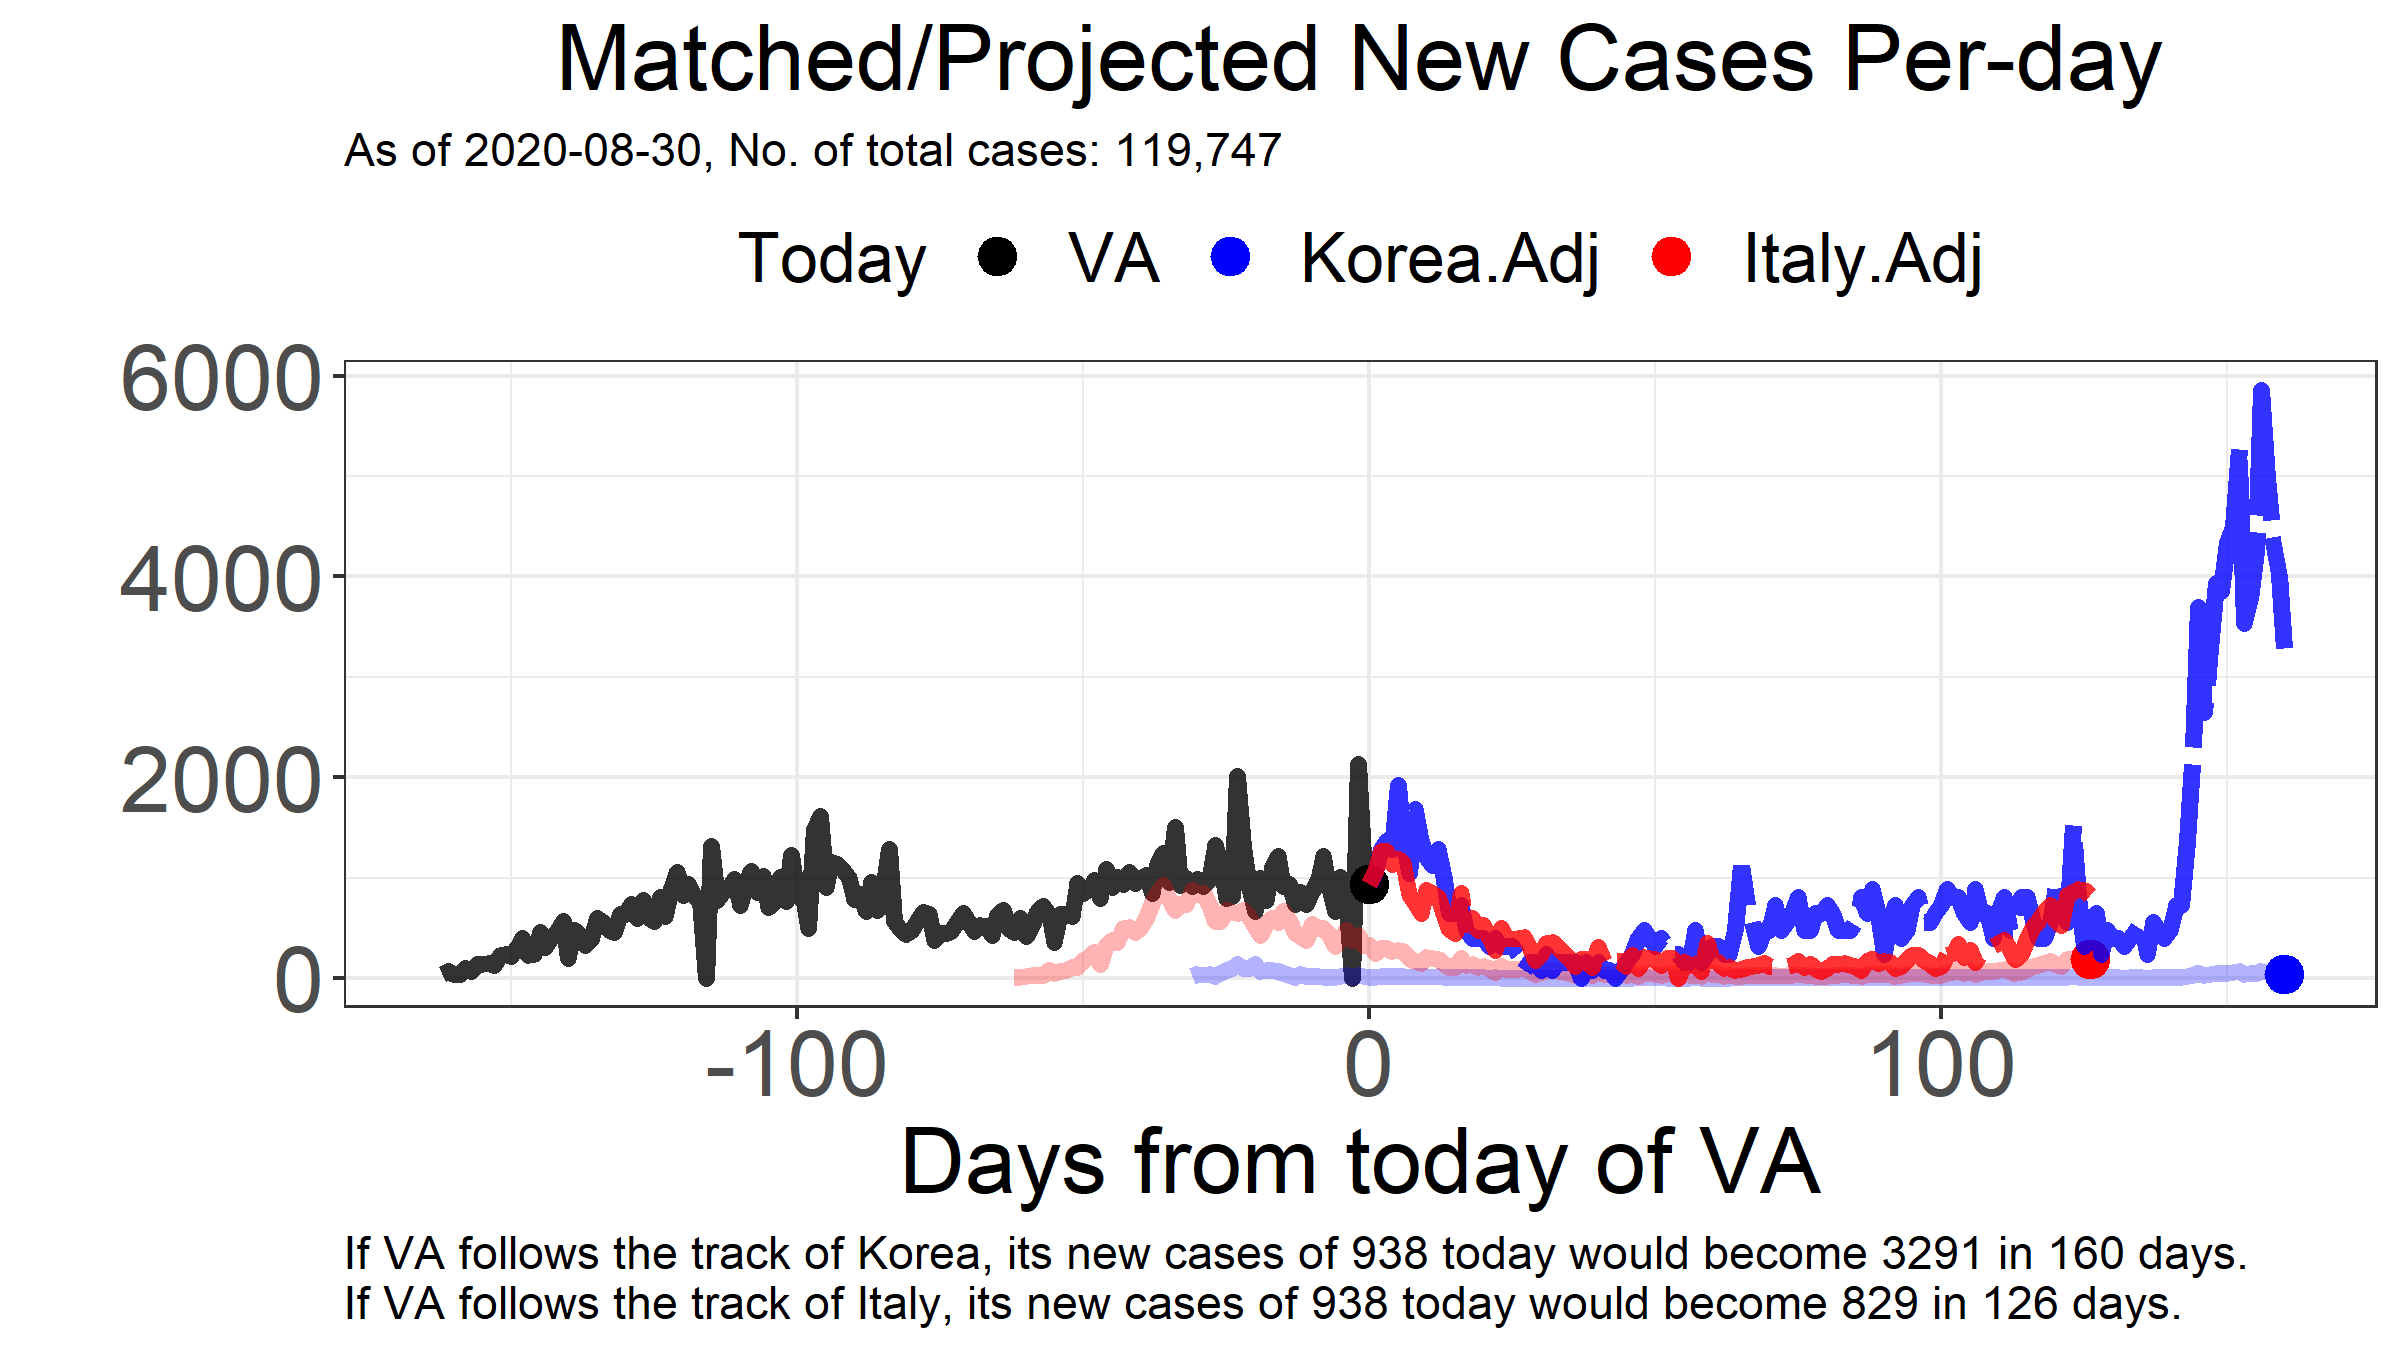 Matched/Projected New Cases Per-day
As of 2020-08-30, No. of total cases: 119,747
Today VA Korea.Adj Italy.Adj
6000
4000
2000
0
-100 0 100
Days from today of VA
If VA follows the track of Korea, its new cases of 938 today would become 3291 in 160 days.
If VA follows the track of Italy, its new cases of 938 today would become 829 in 126 days.